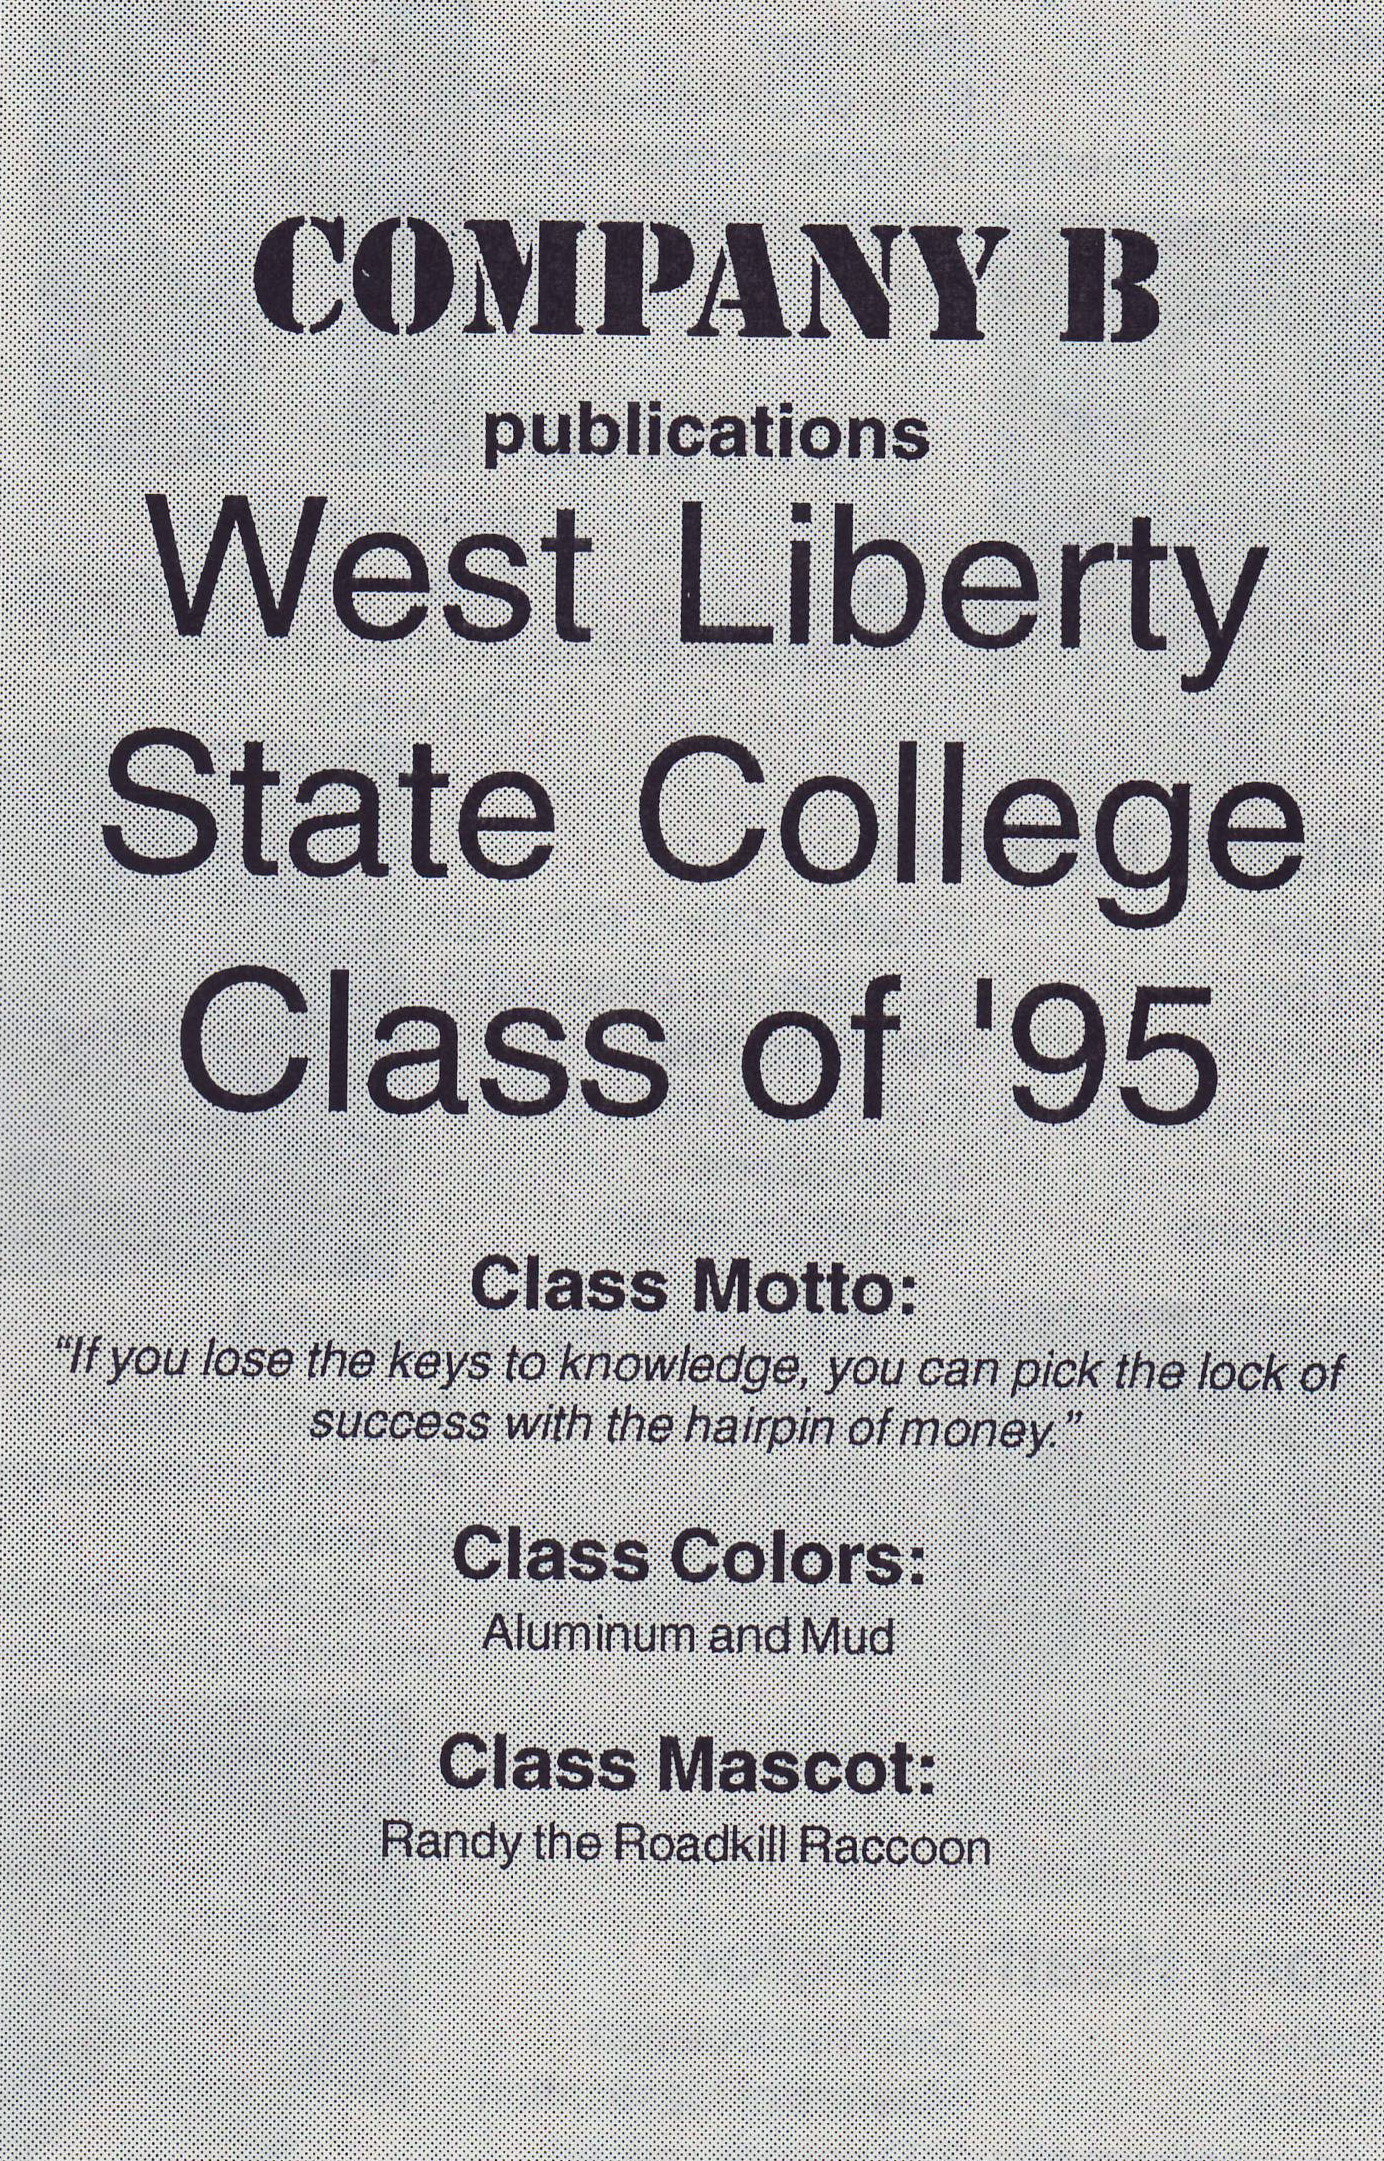 COMPANY B
publications
West Liberty
State College
Class of '95
Class Motto:
“If you lose the keys to knowledge, you can pick the lock of
success with the hairpin of money.”
Class Colors:
Aluminum and Mud
Class Mascot:
Randy the Roadkill Raccoon